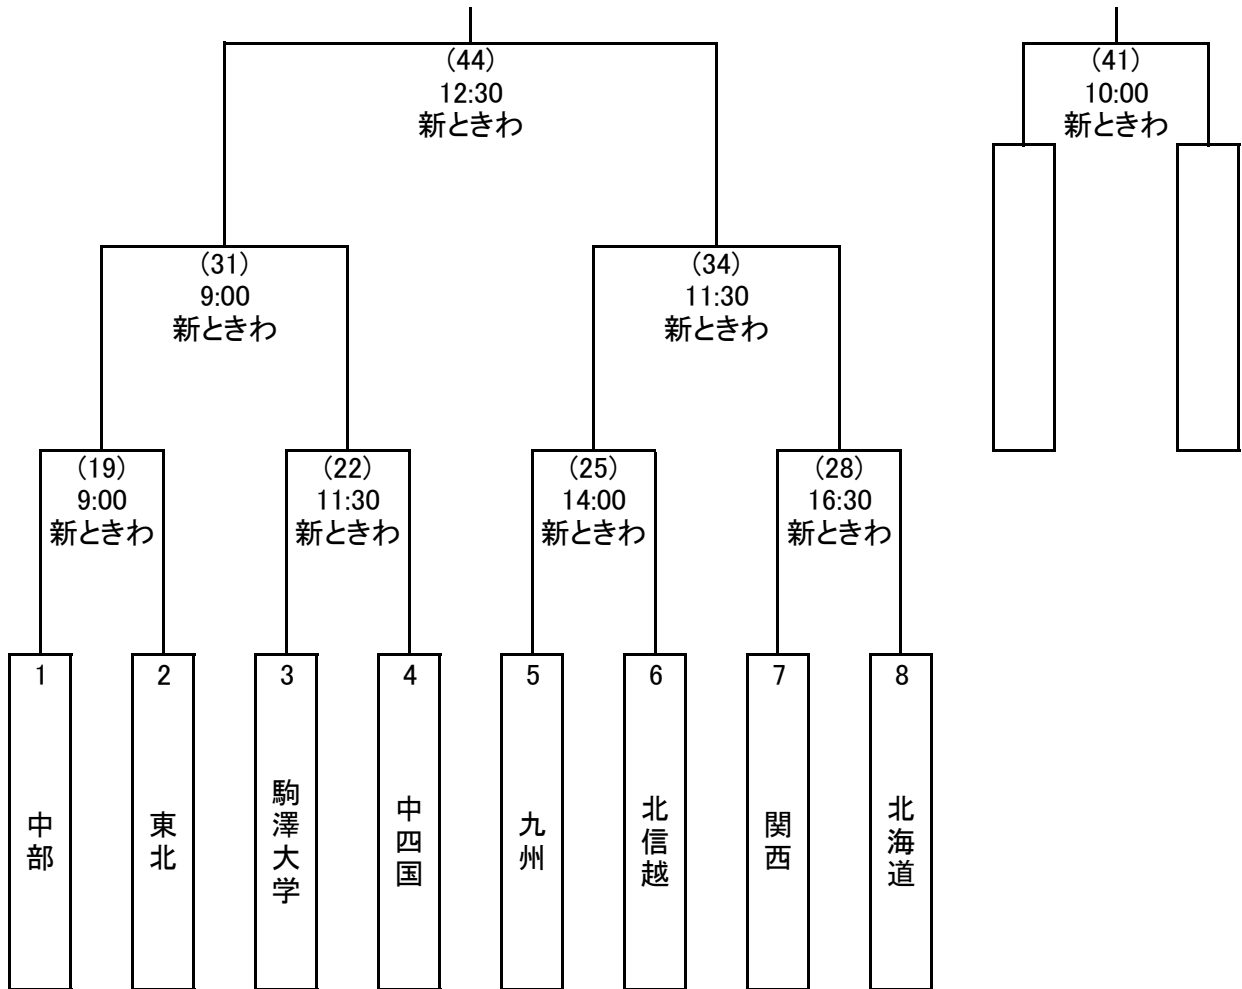 (44)
12:30
新ときわ
(41)
10:00
新ときわ
(31)
9:00
新ときわ
(34)
11:30
新ときわ
(19)
9:00
新ときわ
(22)
11:30
新ときわ
(25)
14:00
新ときわ
(28)
16:30
新ときわ
1
中部
2
東北
3
駒澤大学
4
中四国
5
九州
6
北信越
7
関西
8
北海道